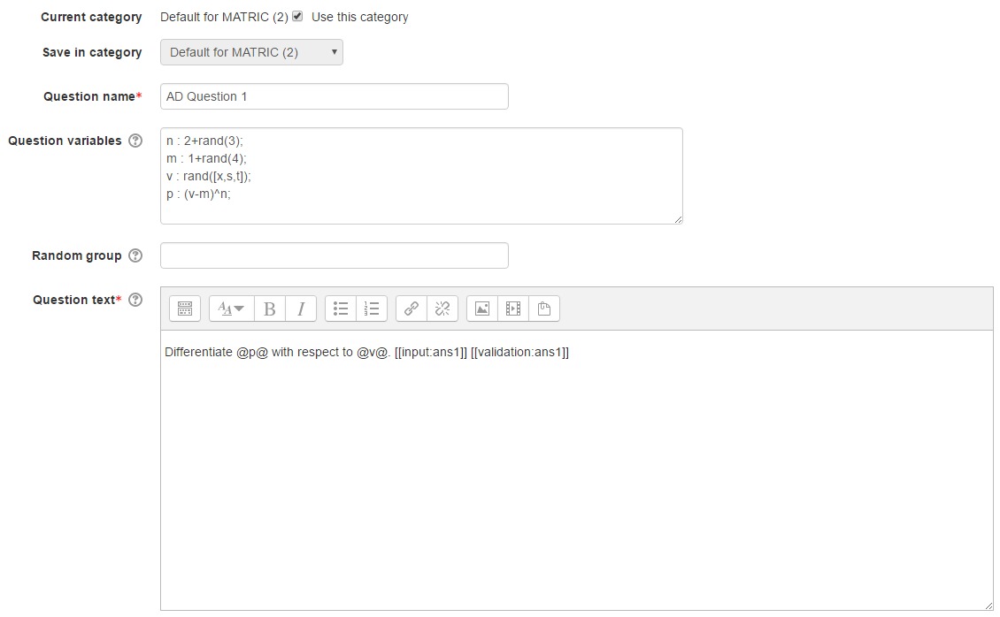 Current category Default for MATRIC (2) Use this category
Save in category Default for MATRIC (2)
Question name* AD Question 1
Question variables ? n : 2+rand(3);
m : 1+rand(4);
v : rand([x,s,t]);
p : (v-m)^n;
Random group ?
Question text* ?
Differentiate @p@ with respect to @v@. [[input:ans1]] [[validation:ans1]]